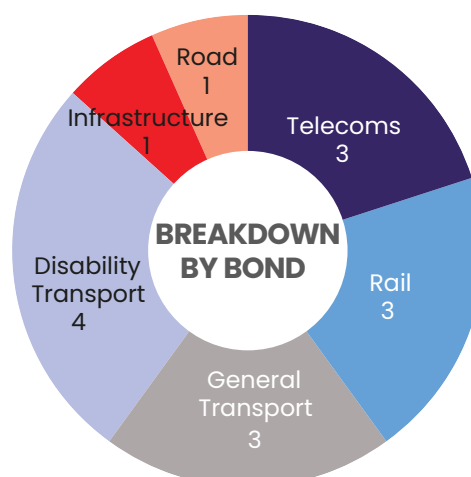 Road
1
Infrastructure
1
Telecoms
3
BREAKDOWN
BY BOND
Disability
Transport
4
Rail
3
General
Transport
3